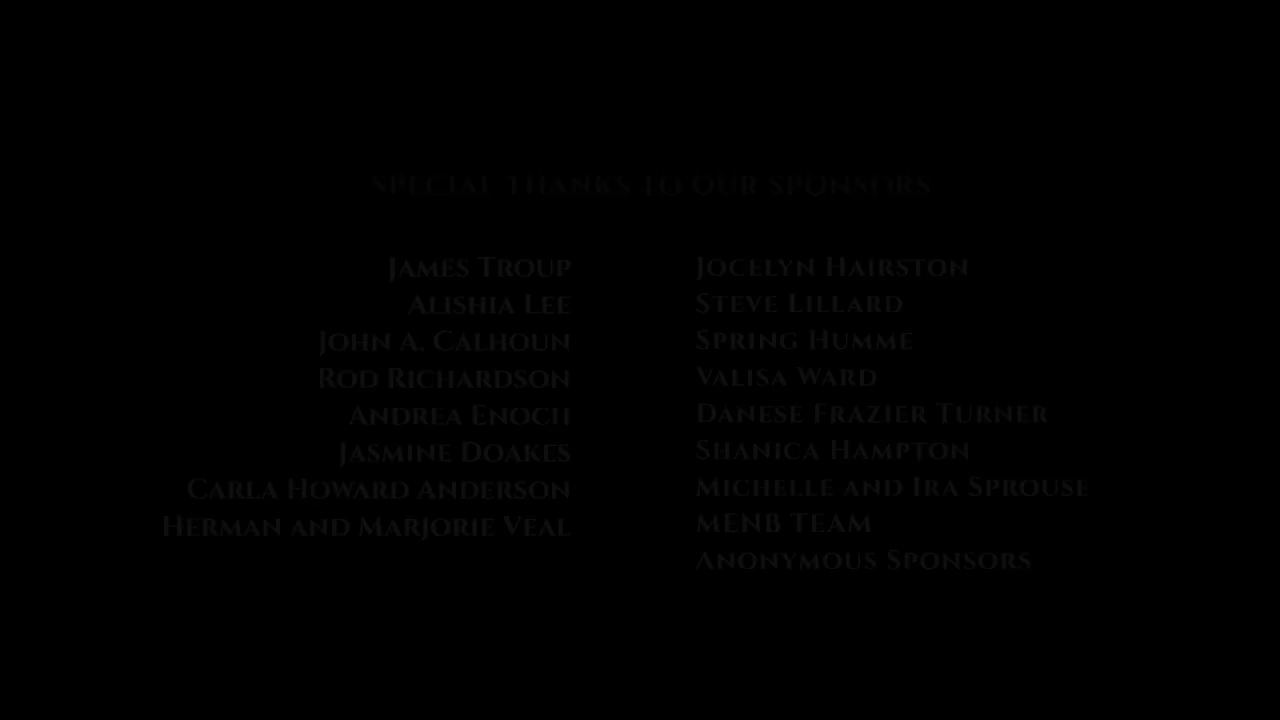 SPECIAL THANKS TO OUR SPONSORS
JAMES TROUP
ALISHIA LEE
JOHN A. CALHOUN
ROD RICHARDSON
ANDREA ENOCH
JASMINE DOAKES
CARLA HOWARD ANDERSON
HERMAN AND MARJORIE VEAL
JOCELYN HAIRSTON
STEVE LILLARD
SPRING HUMME
VALISA WARD
DANESE FRAZIER TURNER
SHANICA HAMPTON
MICHELLE AND IRA SPROUSE
MENB TEAM
ANONYMOUS SPONSORS